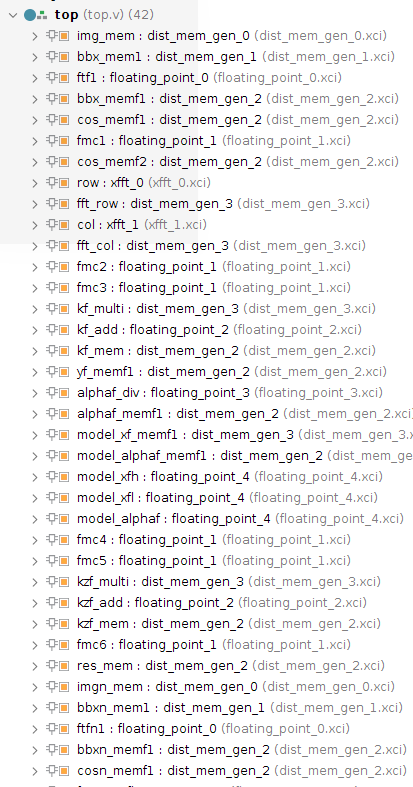 top (top.v) (42)
img_mem : dist_mem_gen_0 (dist_mem_gen_0.xci)
bbx_mem1 : dist_mem_gen_1 (dist_mem_gen_1.xci)
ftf1 : floating_point_0 (floating_point_0.xci)
bbx_memf1 : dist_mem_gen_2 (dist_mem_gen_2.xci)
cos_memf1 : dist_mem_gen_2 (dist_mem_gen_2.xci)
fmc1 : floating_point_1 (floating_point_1.xci)
cos_memf2 : dist_mem_gen_2 (dist_mem_gen_2.xci)
row : xfft_0 (xfft_0.xci)
fft_row : dist_mem_gen_3 (dist_mem_gen_3.xci)
col : xfft_1 (xfft_1.xci)
fft_col : dist_mem_gen_3 (dist_mem_gen_3.xci)
fmc2 : floating_point_1 (floating_point_1.xci)
fmc3 : floating_point_1 (floating_point_1.xci)
kf_multi : dist_mem_gen_3 (dist_mem_gen_3.xci)
kf_add : floating_point_2 (floating_point_2.xci)
kf_mem : dist_mem_gen_2 (dist_mem_gen_2.xci)
yf_memf1 : dist_mem_gen_2 (dist_mem_gen_2.xci)
alphaf_div : floating_point_3 (floating_point_3.xci)
alphaf_memf1 : dist_mem_gen_2 (dist_mem_gen_2.xci)
model_xf_memf1 : dist_mem_gen_3 (dist_mem_gen_3.x
model_alphaf_memf1 : dist_mem_gen_2 (dist_mem_ge
model_xfh : floating_point_4 (floating_point_4.xci)
model_xfl : floating_point_4 (floating_point_4.xci)
model_alphaf : floating_point_4 (floating_point_4.xci)
fmc4 : floating_point_1 (floating_point_1.xci)
fmc5 : floating_point_1 (floating_point_1.xci)
kzf_multi : dist_mem_gen_3 (dist_mem_gen_3.xci)
kzf_add : floating_point_2 (floating_point_2.xci)
kzf_mem : dist_mem_gen_2 (dist_mem_gen_2.xci)
fmc6 : floating_point_1 (floating_point_1.xci)
res_mem : dist_mem_gen_2 (dist_mem_gen_2.xci)
imgn_mem : dist_mem_gen_0 (dist_mem_gen_0.xci)
bbxn_mem1 : dist_mem_gen_1 (dist_mem_gen_1.xci)
ftfn1 : floating_point_0 (floating_point_0.xci)
bbxn_memf1 : dist_mem_gen_2 (dist_mem_gen_2.xci)
cosn_memf1 : dist_mem_gen_2 (dist_mem_gen_2.xci)